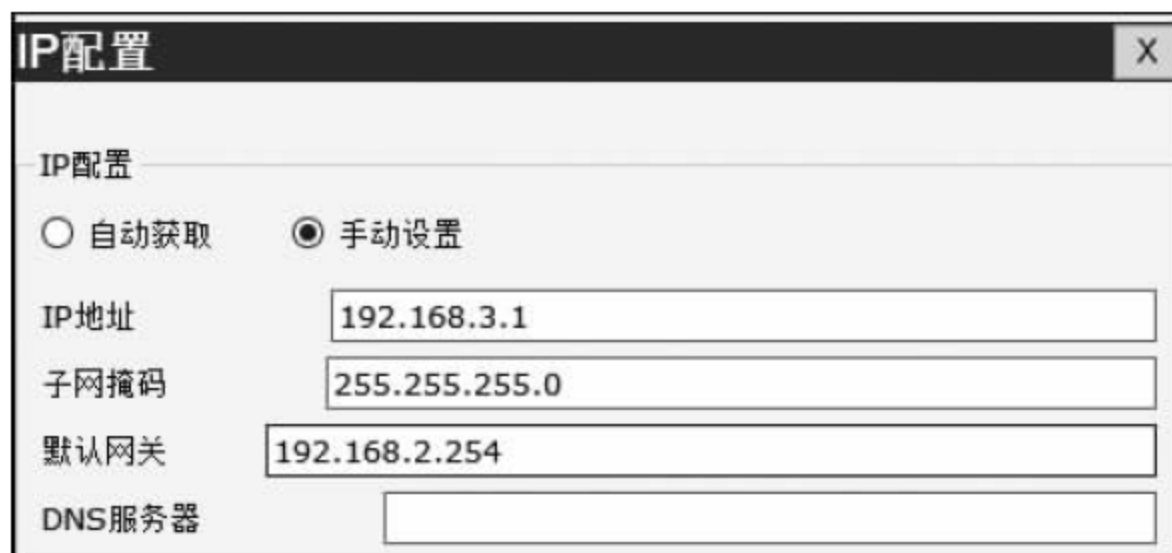 IP配置 X
IP配置
自动获取 手动设置
IP地址 192.168.3.1
子网掩码 255.255.255.0
默认网关 192.168.2.254
DNS服务器